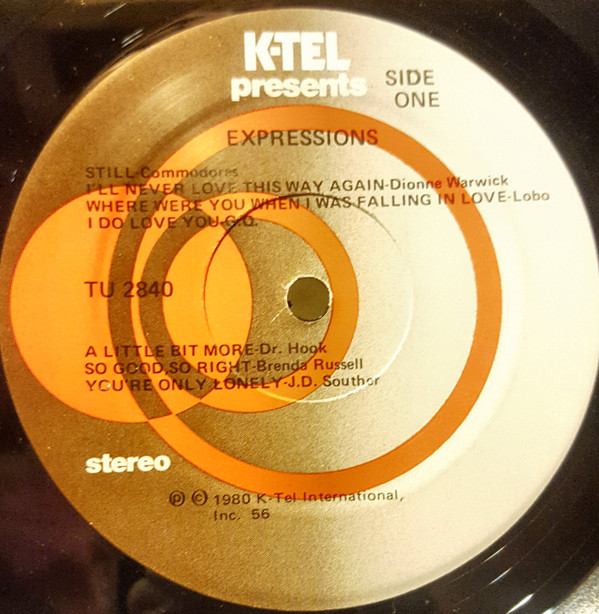 K-TEL
presents
SIDE
ONE
EXPRESSIONS
STILL-Commodores
I'LL NEVER LOVE THIS WAY AGAIN-Dionne Warwick
WHERE WERE YOU WHEN I WAS FALLING IN LOVE-Lobo
I DO LOVE YOU-G.Q.
TU 2840
A LITTLE BIT MORE-Dr. Hook
SO GOOD,SO RIGHT-Brenda Russell
YOU'RE ONLY LONELY-J.D. Souther
stereo
℗ © 1980 K-Tel International,
Inc. 56